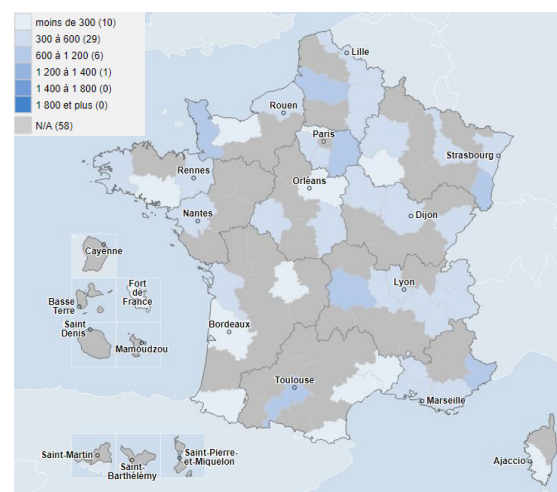 moins de 300 (10)
300 à 600 (29)
600 à 1 200 (6)
1 200 à 1 400 (1)
1 400 à 1 800 (0)
1 800 et plus (0)
N/A (58)
Lille
Rouen
Paris
Strasbourg
Rennes
Orléans
Nantes
Dijon
Cayenne
Fort
de
France
Basse
Terre
Lyon
Saint
Denis
Mamoudzou
Bordeaux
Toulouse
Marseille
Saint-Martin
Saint-
Barthélémy
Saint-Pierre-
et-Miquelon
Ajaccio